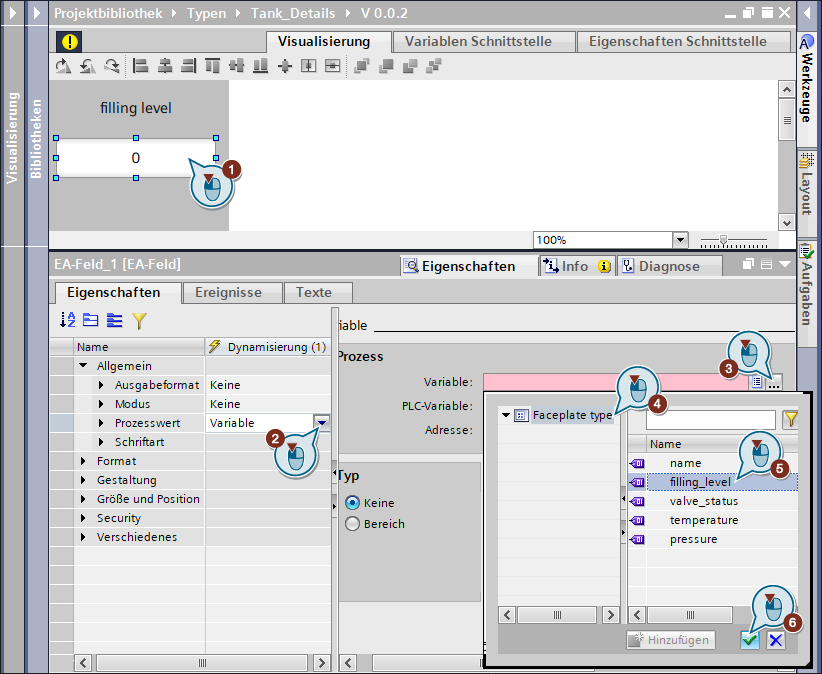 Projektbibliothek Typen Tank_Details V 0.0.2
Visualisierung Variablen Schnittstelle Eigenschaften Schnittstelle
Visualisierung
Bibliotheken
filling level
0
1
100%
Werkzeuge
Layout
Aufgaben
EA-Feld_1 [EA-Feld]
Eigenschaften Info Diagnose
Eigenschaften Ereignisse Texte
Name Dynamisierung (1)
Allgemein
Ausgabeformat Keine
Modus Keine
Prozesswert Variable
Schriftart
Format
Gestaltung
Größe und Position
Security
Verschiedenes
2
iable
Prozess
Variable:
PLC-Variable:
Adresse:
3
...
Typ
Keine
Bereich
Faceplate type
4
Name
name
filling_level
valve_status
temperature
pressure
5
6
Hinzufügen